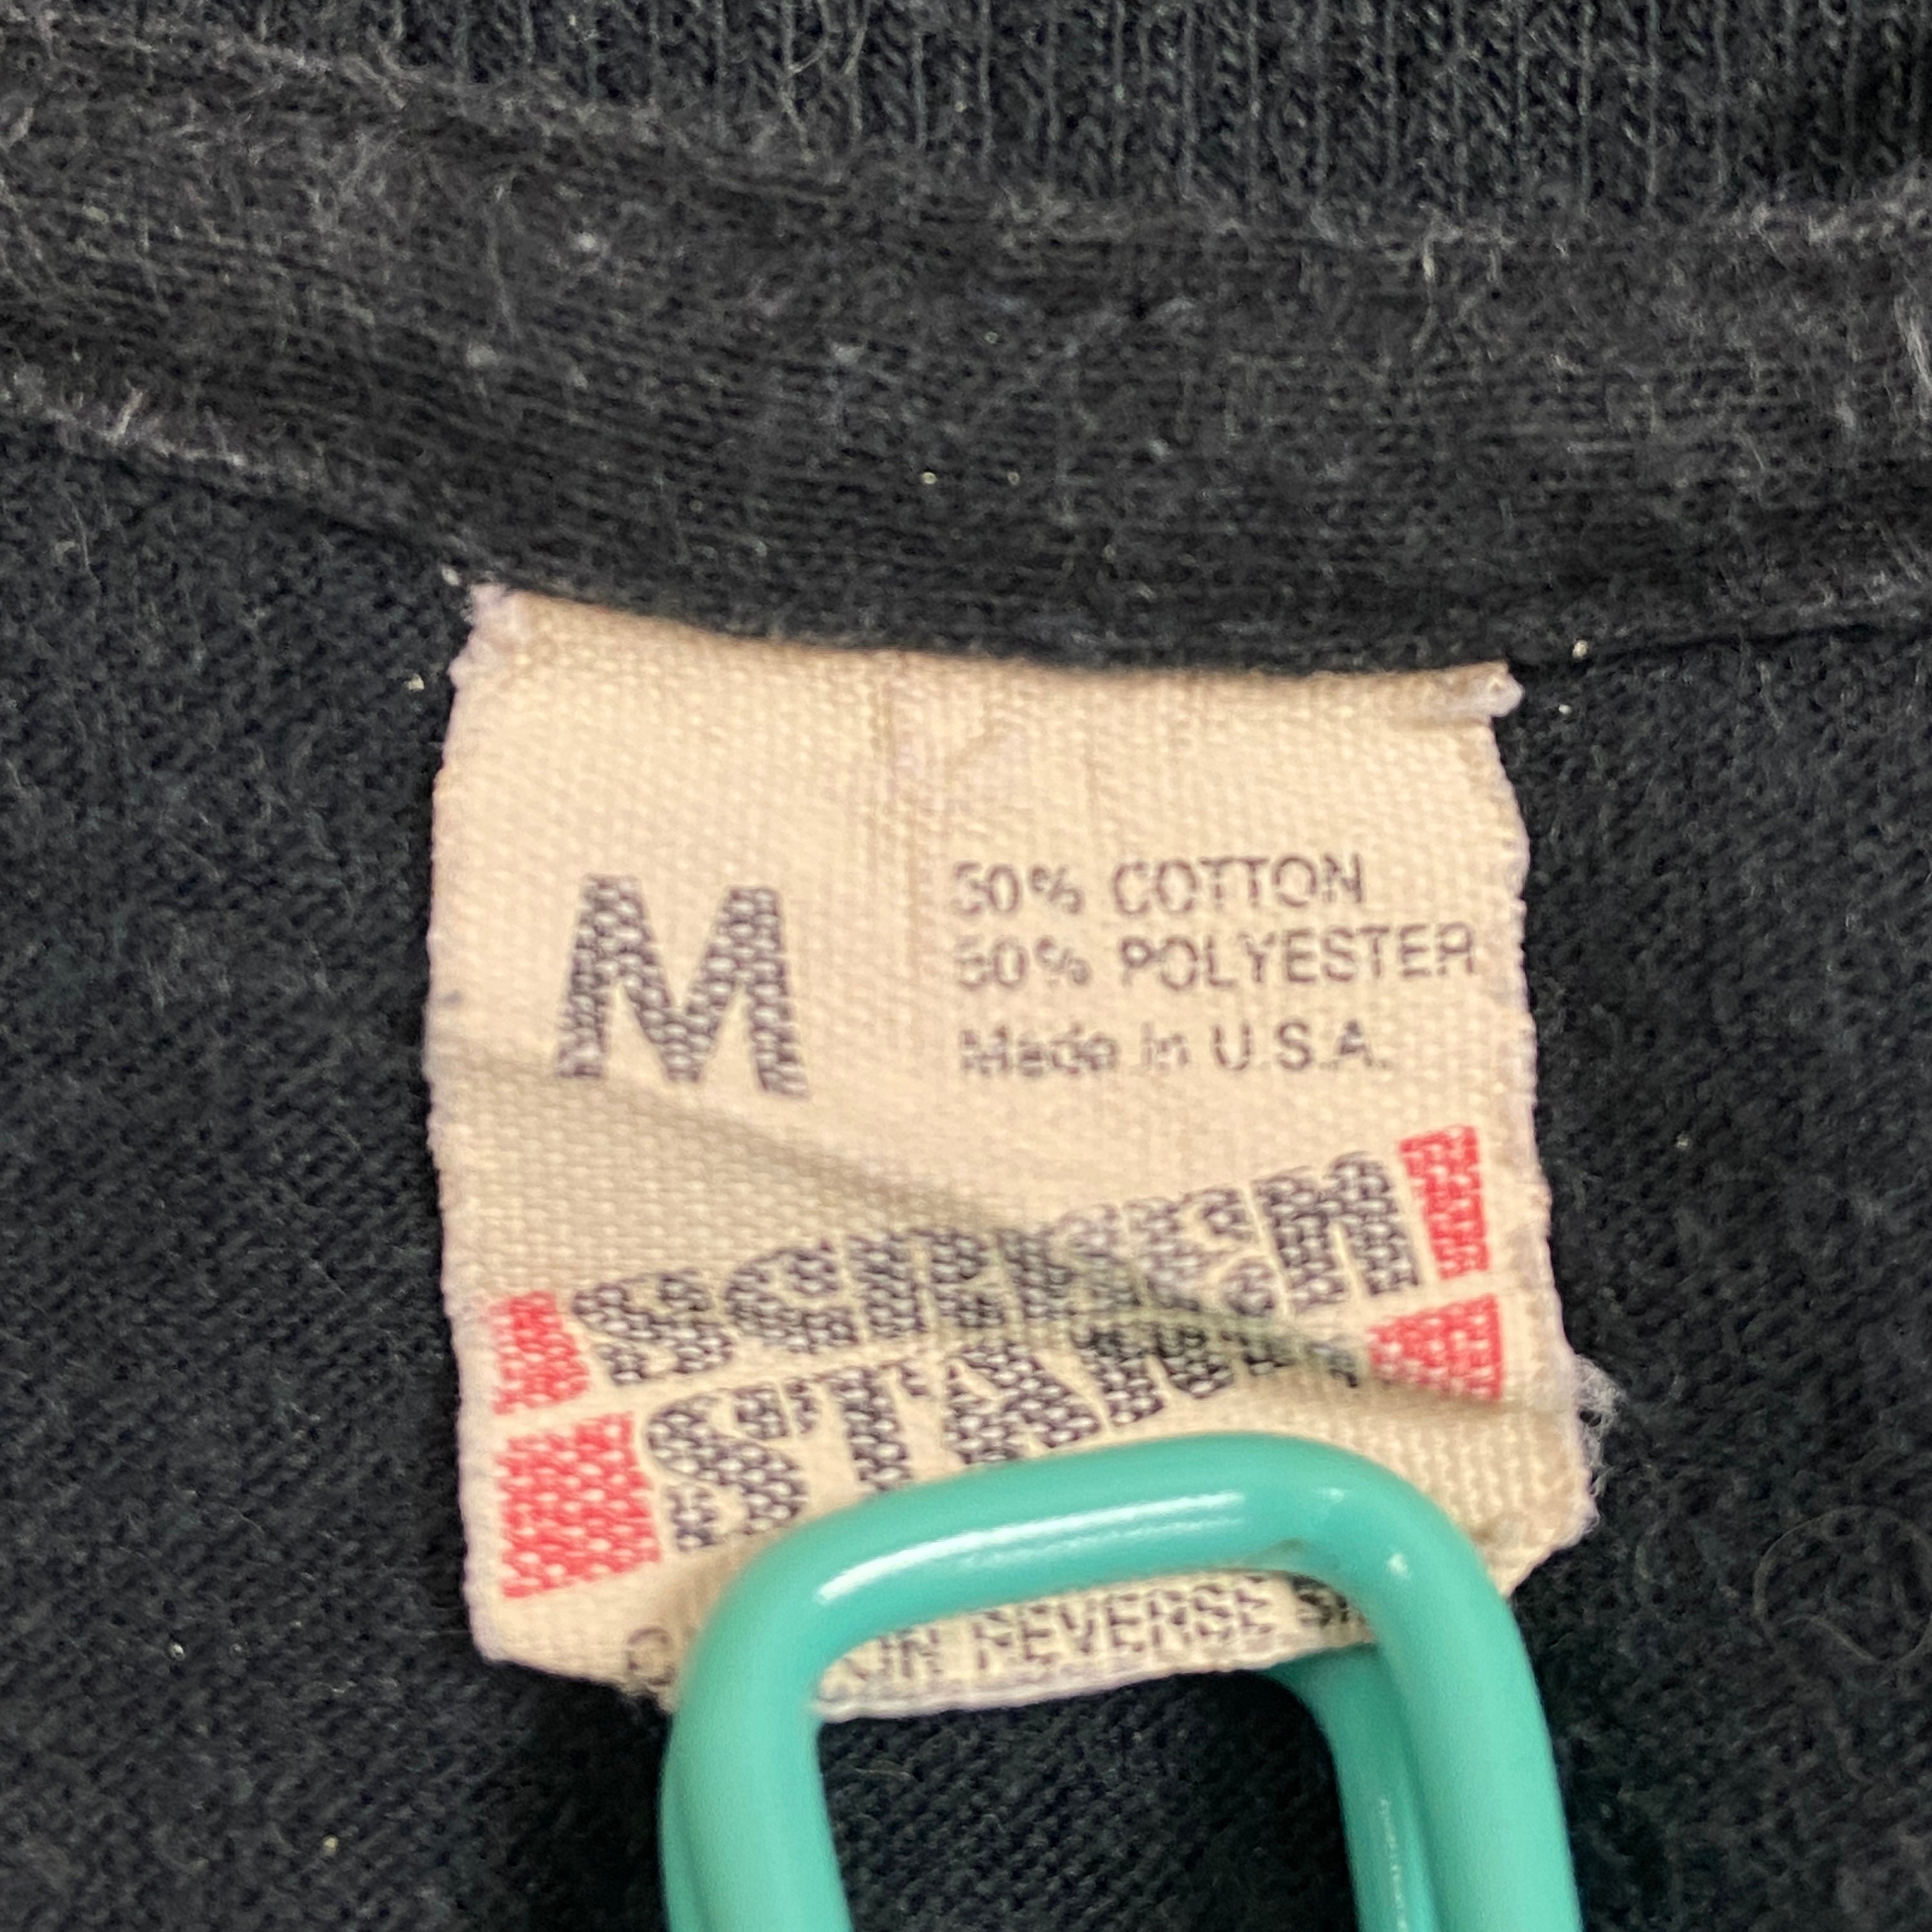 M
50% COTTON
50% POLYESTER
Made in U.S.A.
SCREEN
STARS
REVERSE